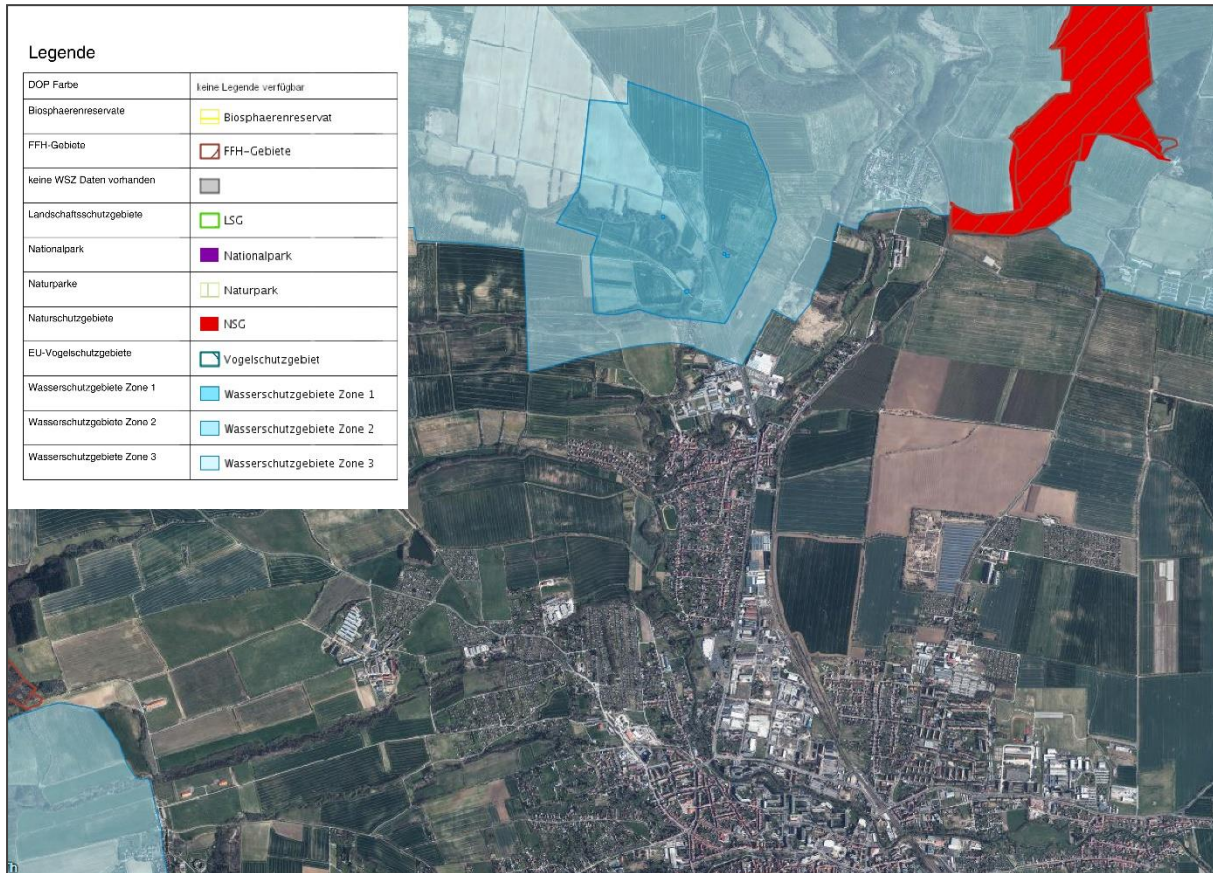 Legende
DOP Farbe keine Legende verfügbar
Biosphaerenreservate Biosphaerenreservat
FFH-Gebiete FFH-Gebiete
keine WSZ Daten vorhanden
Landschaftsschutzgebiete LSG
Nationalpark Nationalpark
Naturparke Naturpark
Naturschutzgebiete NSG
EU-Vogelschutzgebiete Vogelschutzgebiet
Wasserschutzgebiete Zone 1 Wasserschutzgebiete Zone 1
Wasserschutzgebiete Zone 2 Wasserschutzgebiete Zone 2
Wasserschutzgebiete Zone 3 Wasserschutzgebiete Zone 3